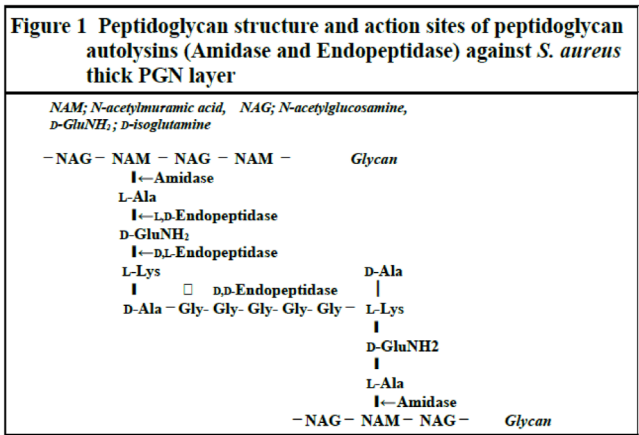 Figure 1 Peptidoglycan structure and action sites of peptidoglycan
autolysins (Amidase and Endopeptidase) against S. aureus
thick PGN layer
NAM; N-acetylmuramic acid, NAG; N-acetylglucosamine,
D-GluNH2; D-isoglutamine
— NAG — NAM — NAG — NAM — Glycan
←Amidase
L-Ala
←L,D-Endopeptidase
D-GluNH2
←D,L-Endopeptidase
L-Lys D-Ala
□ D,D-Endopeptidase
D-Ala — Gly- Gly- Gly- Gly- Gly — L-Lys
D-GluNH2
L-Ala
←Amidase
— NAG — NAM — NAG — Glycan